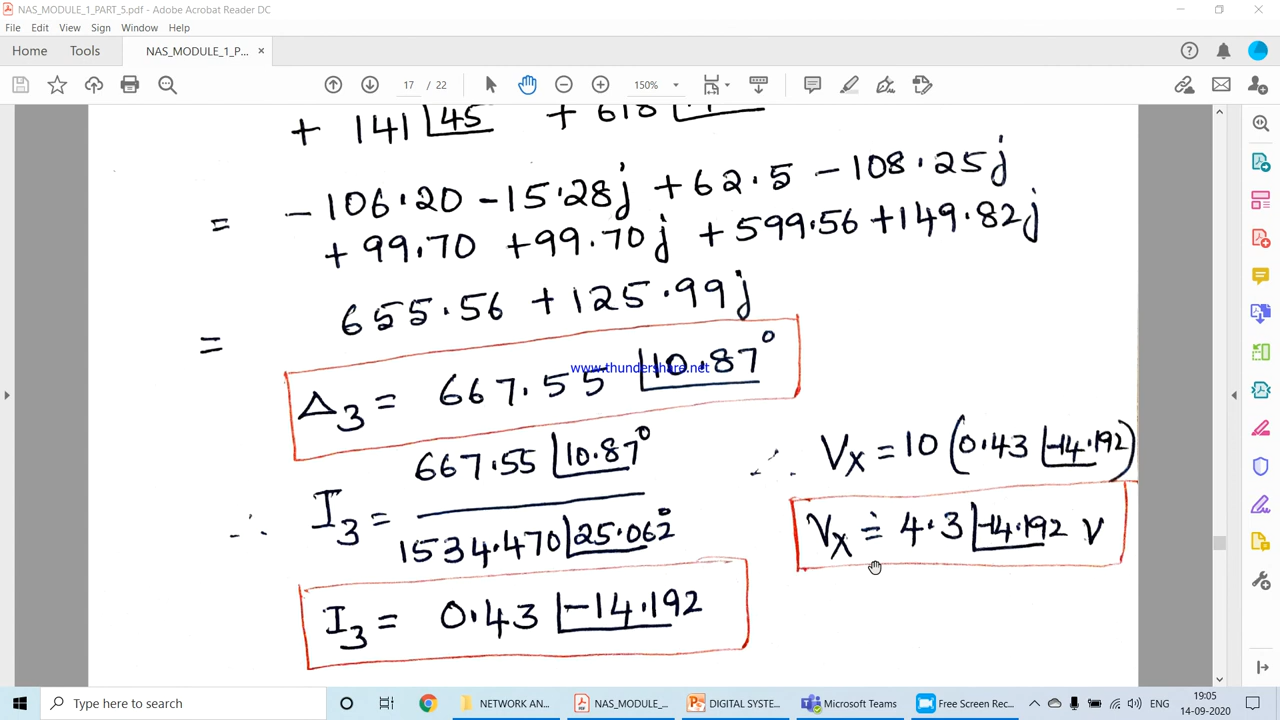 NAS_MODULE_1_PART_5.pdf - Adobe Acrobat Reader DC
File Edit View Sign Window Help
Home Tools NAS_MODULE_1_P... ×
17 / 22 150%
+ 141 ∠45 + 618
= -106.20 -15.28j +62.5 -108.25j
+ 99.70 +99.70j +599.56 +149.82j
= 655.56 +125.99j
Δ3 = 667.55 ∠10.87°
www.thundershare.net
∴ I3 = 667.55 ∠10.87° / 1534.470 ∠25.062°
I3 = 0.43 ∠-14.192
∴ Vx = 10 (0.43 ∠-14.192)
Vx = 4.3 ∠-14.192 V
Type here to search
NETWORK AN...
NAS_MODULE_1_P...
DIGITAL SYSTE...
Microsoft Teams
Free Screen Rec...
ENG
19:05
14-09-2020